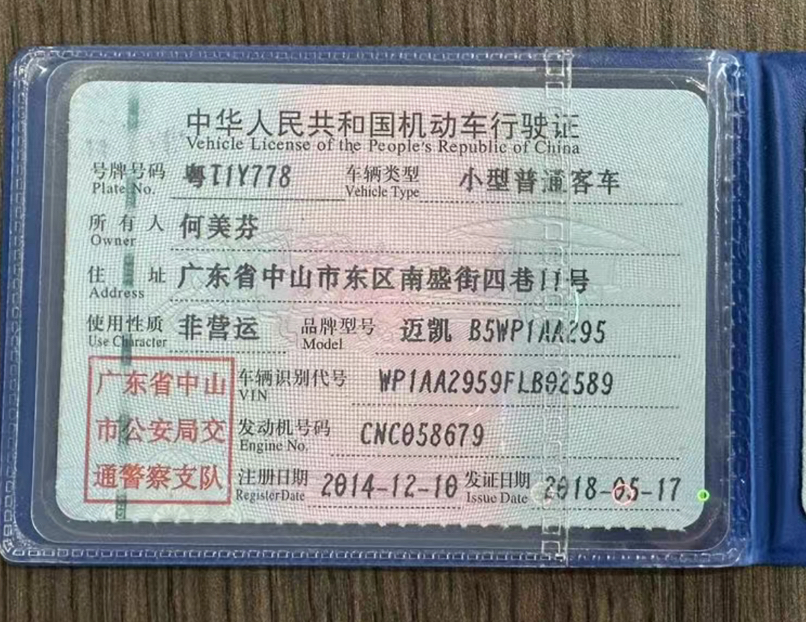 中华人民共和国机动车行驶证
Vehicle License of the People's Republic of China
号牌号码 粤T1Y778 车辆类型 小型普通客车
Plate No. Vehicle Type
所有人 何美芬
Owner
住址 广东省中山市东区南盛街四巷11号
Address
使用性质 非营运 品牌型号 迈凯 B5WP1AA295
Use Character Model
广东省中山 车辆识别代号 WP1AA2959FLB02589
VIN
市公安局交 发动机号码 CNC058679
Engine No.
通警察支队 注册日期 2014-12-10 发证日期 2018-05-17
Register Date Issue Date